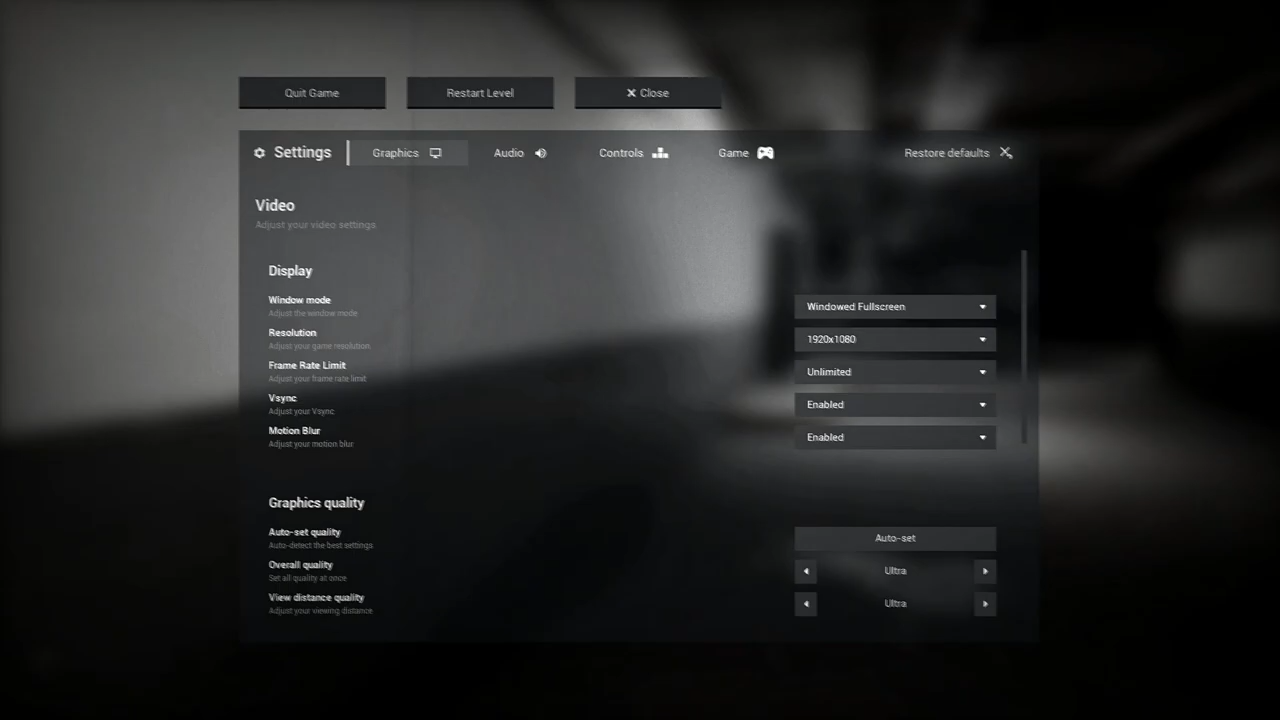 Quit Game
Restart Level
Close
Settings
Graphics
Audio
Controls
Game
Restore defaults
Video
Adjust your video settings
Display
Window mode
Adjust the window mode
Windowed Fullscreen
Resolution
Adjust your game resolution.
1920x1080
Frame Rate Limit
Adjust your frame rate limit
Unlimited
Vsync
Adjust your Vsync
Enabled
Motion Blur
Adjust your motion blur
Enabled
Graphics quality
Auto-set quality
Auto-detect the best settings
Auto-set
Overall quality
Set all quality at once
Ultra
View distance quality
Adjust your viewing distance
Ultra